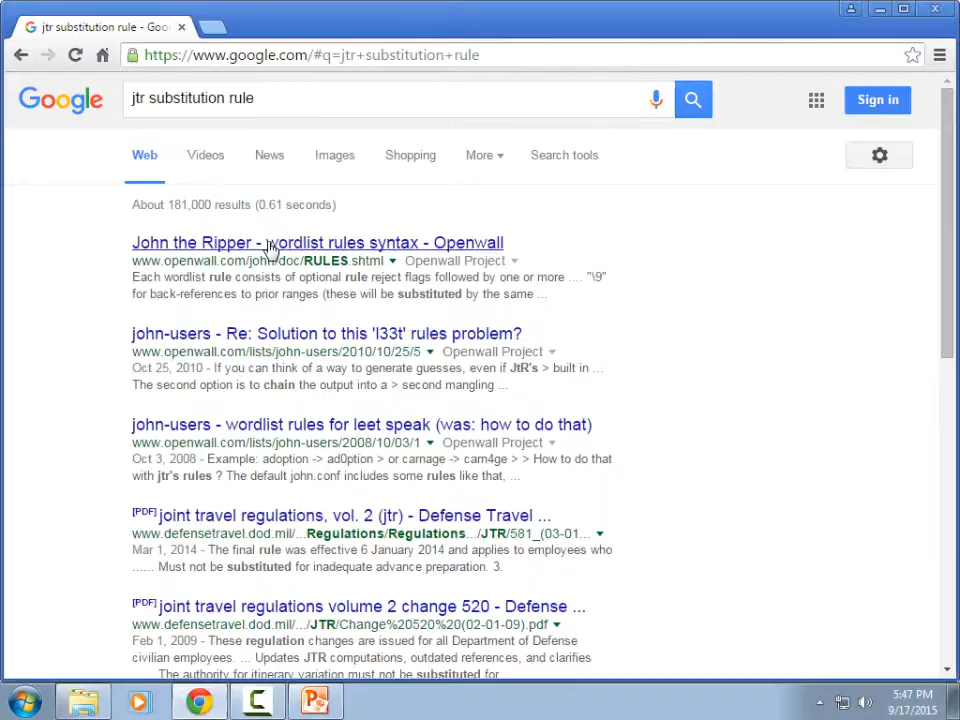 jtr substitution rule - Goo
https://www.google.com/#q=jtr+substitution+rule
Google
jtr substitution rule
Sign in
Web Videos News Images Shopping More Search tools
About 181,000 results (0.61 seconds)
John the Ripper - wordlist rules syntax - Openwall
www.openwall.com/john/doc/RULES.shtml Openwall Project
Each wordlist rule consists of optional rule reject flags followed by one or more .... "\9"
for back-references to prior ranges (these will be substituted by the same ...
john-users - Re: Solution to this 'l33t' rules problem?
www.openwall.com/lists/john-users/2010/10/25/5 Openwall Project
Oct 25, 2010 - If you can think of a way to generate guesses, even if JtR's > built in ...
The second option is to chain the output into a > second mangling ...
john-users - wordlist rules for leet speak (was: how to do that)
www.openwall.com/lists/john-users/2008/10/03/1 Openwall Project
Oct 3, 2008 - Example: adoption -> ad0ption > or carnage -> carn4ge > > How to do that
with jtr's rules ? The default john.conf includes some rules like that, ...
[PDF] joint travel regulations, vol. 2 (jtr) - Defense Travel ...
www.defensetravel.dod.mil/...Regulations/Regulations.../JTR/581_(03-01...
Mar 1, 2014 - The final rule was effective 6 January 2014 and applies to employees who
...... Must not be substituted for inadequate advance preparation. 3.
[PDF] joint travel regulations volume 2 change 520 - Defense ...
www.defensetravel.dod.mil/.../JTR/Change%20520%20(02-01-09).pdf
Feb 1, 2009 - These regulation changes are issued for all Department of Defense
civilian employees. ... Updates JTR computations, outdated references, and clarifies
The authority for itinerary variation must not be substituted for
5:47 PM
9/17/2015